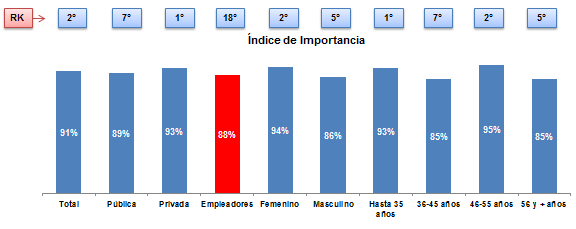 RK 2° 7° 1° 18° 2° 5° 1° 7° 2° 5°
Índice de Importancia
91% 89% 93% 88% 94% 86% 93% 85% 95% 85%
Total Pública Privada Empleadores Femenino Masculino Hasta 35 36-45 años 46-55 años 56 y + años
años